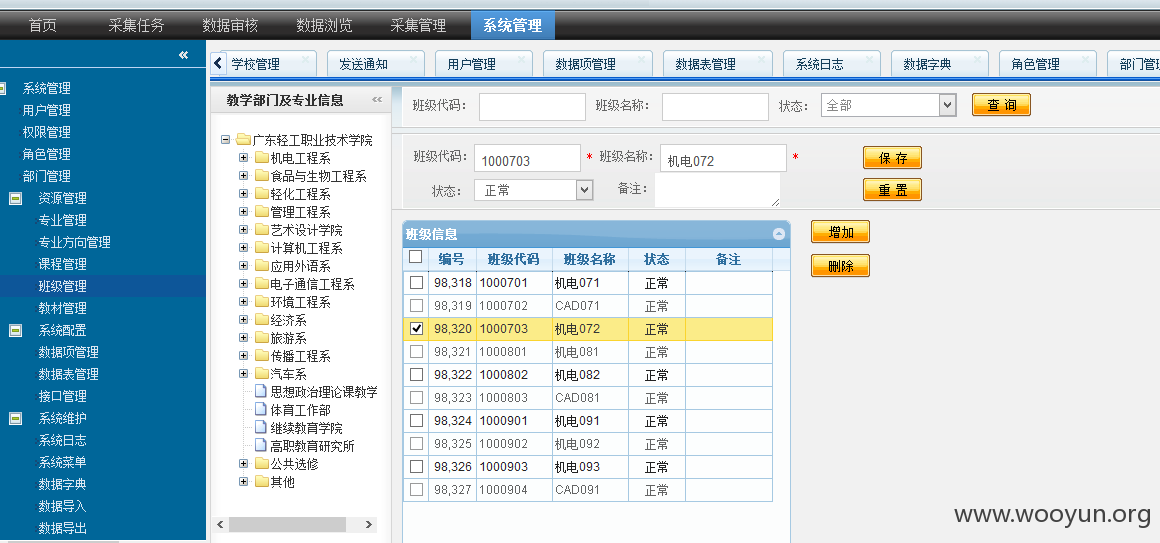 首页 采集任务 数据审核 数据浏览 采集管理 系统管理
«
系统管理
用户管理
权限管理
角色管理
部门管理
资源管理
专业管理
专业方向管理
课程管理
班级管理
教材管理
系统配置
数据项管理
数据表管理
接口管理
系统维护
系统日志
系统菜单
数据字典
数据导入
数据导出
学校管理 发送通知 用户管理 数据项管理 数据表管理 系统日志 数据字典 角色管理 部门管理
教学部门及专业信息 «
广东轻工职业技术学院
机电工程系
食品与生物工程系
轻化工程系
管理工程系
艺术设计学院
计算机工程系
应用外语系
电子通信工程系
环境工程系
经济系
旅游系
传播工程系
汽车系
思想政治理论课教学
体育工作部
继续教育学院
高职教育研究所
公共选修
其他
班级代码: 班级名称: 状态: 全部 查 询
班级代码: 1000703 * 班级名称: 机电072 * 保 存
状态: 正常 备注: 重 置
班级信息 增加
编号 班级代码 班级名称 状态 备注 删除
98,318 1000701 机电071 正常
98,319 1000702 CAD071 正常
98,320 1000703 机电072 正常
98,321 1000801 机电081 正常
98,322 1000802 机电082 正常
98,323 1000803 CAD081 正常
98,324 1000901 机电091 正常
98,325 1000902 机电092 正常
98,326 1000903 机电093 正常
98,327 1000904 CAD091 正常
www.wooyun.org